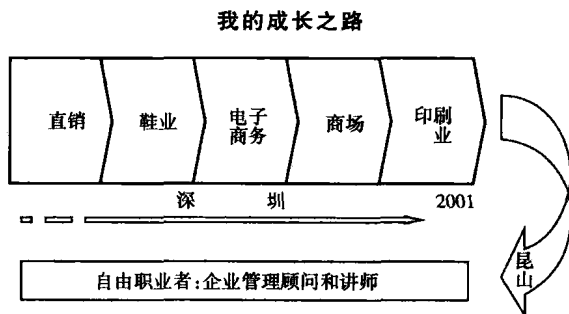 我的成长之路
直销
鞋业
电子
商务
商场
印刷
业
深 圳
2001
昆山
自由职业者:企业管理顾问和讲师